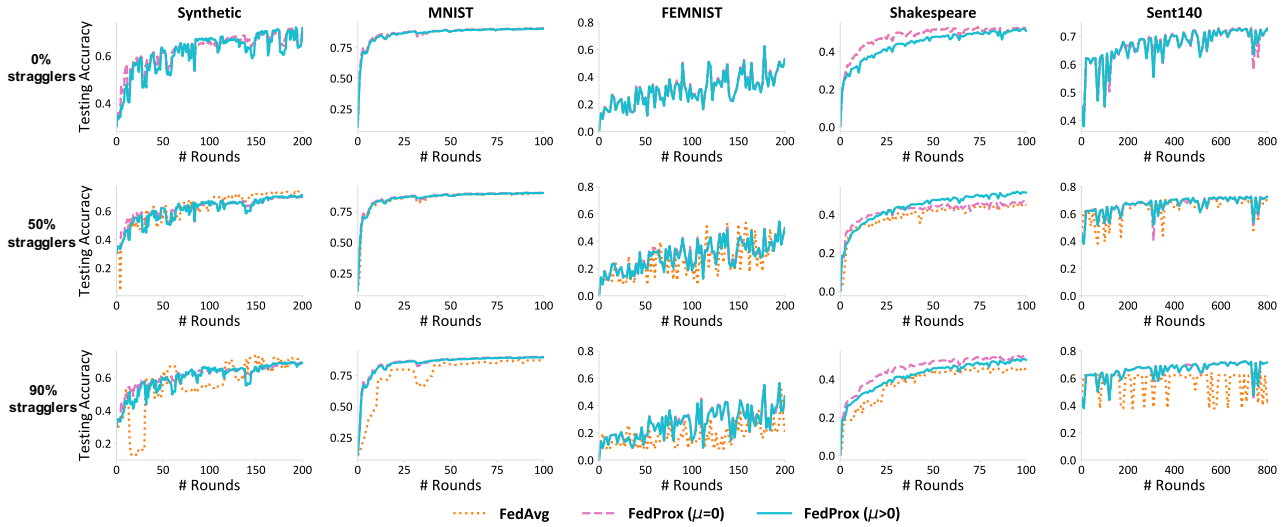 Synthetic MNIST FEMNIST Shakespeare Sent140
0% stragglers
Testing Accuracy
0.6
0.4
0 50 100 150 200
# Rounds
0.75
0.50
0.25
0 25 50 75 100
# Rounds
0.8
0.6
0.4
0.2
0.0
0 50 100 150 200
# Rounds
0.4
0.2
0.0
0 25 50 75 100
# Rounds
0.7
0.6
0.5
0.4
0 200 400 600 800
# Rounds
50% stragglers
Testing Accuracy
0.6
0.4
0.2
0 50 100 150 200
# Rounds
0.75
0.50
0.25
0 25 50 75 100
# Rounds
0.8
0.6
0.4
0.2
0.0
0 50 100 150 200
# Rounds
0.4
0.2
0.0
0 25 50 75 100
# Rounds
0.8
0.6
0.4
0.2
0.0
0 200 400 600 800
# Rounds
90% stragglers
Testing Accuracy
0.6
0.4
0.2
0 50 100 150 200
# Rounds
0.75
0.50
0.25
0 25 50 75 100
# Rounds
0.8
0.6
0.4
0.2
0.0
0 50 100 150 200
# Rounds
0.4
0.2
0.0
0 25 50 75 100
# Rounds
0.8
0.6
0.4
0.2
0.0
0 200 400 600 800
# Rounds
FedAvg FedProx (μ=0) FedProx (μ>0)